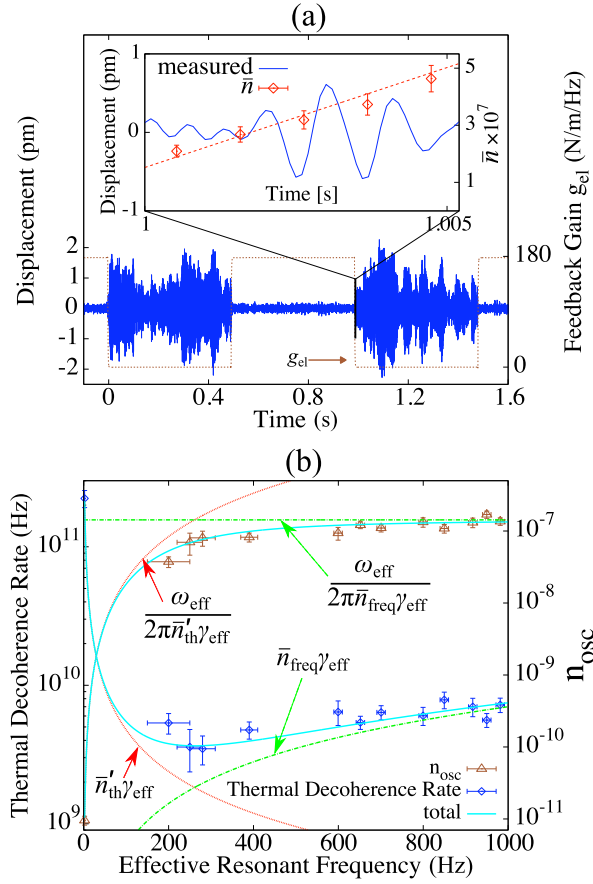 (a)
Displacement (pm)
2
1
0
-1
-2
0
0.4
0.8
1.2
1.6
Time (s)
Feedback Gain g_el (N/m/Hz)
180
0
g_el
Displacement (pm)
1
0
-1
measured
n̄
Time [s]
1
1.005
n̄ ×10⁷
5
3
1
(b)
Thermal Decoherence Rate (Hz)
10¹¹
10¹⁰
10⁹
ω_eff
2πn̄'_th γ_eff
ω_eff
2πn̄_freq γ_eff
n̄_freq γ_eff
n̄'_th γ_eff
n_osc
Thermal Decoherence Rate
total
n_osc
10⁻⁷
10⁻⁸
10⁻⁹
10⁻¹⁰
10⁻¹¹
0
200
400
600
800
1000
Effective Resonant Frequency (Hz)